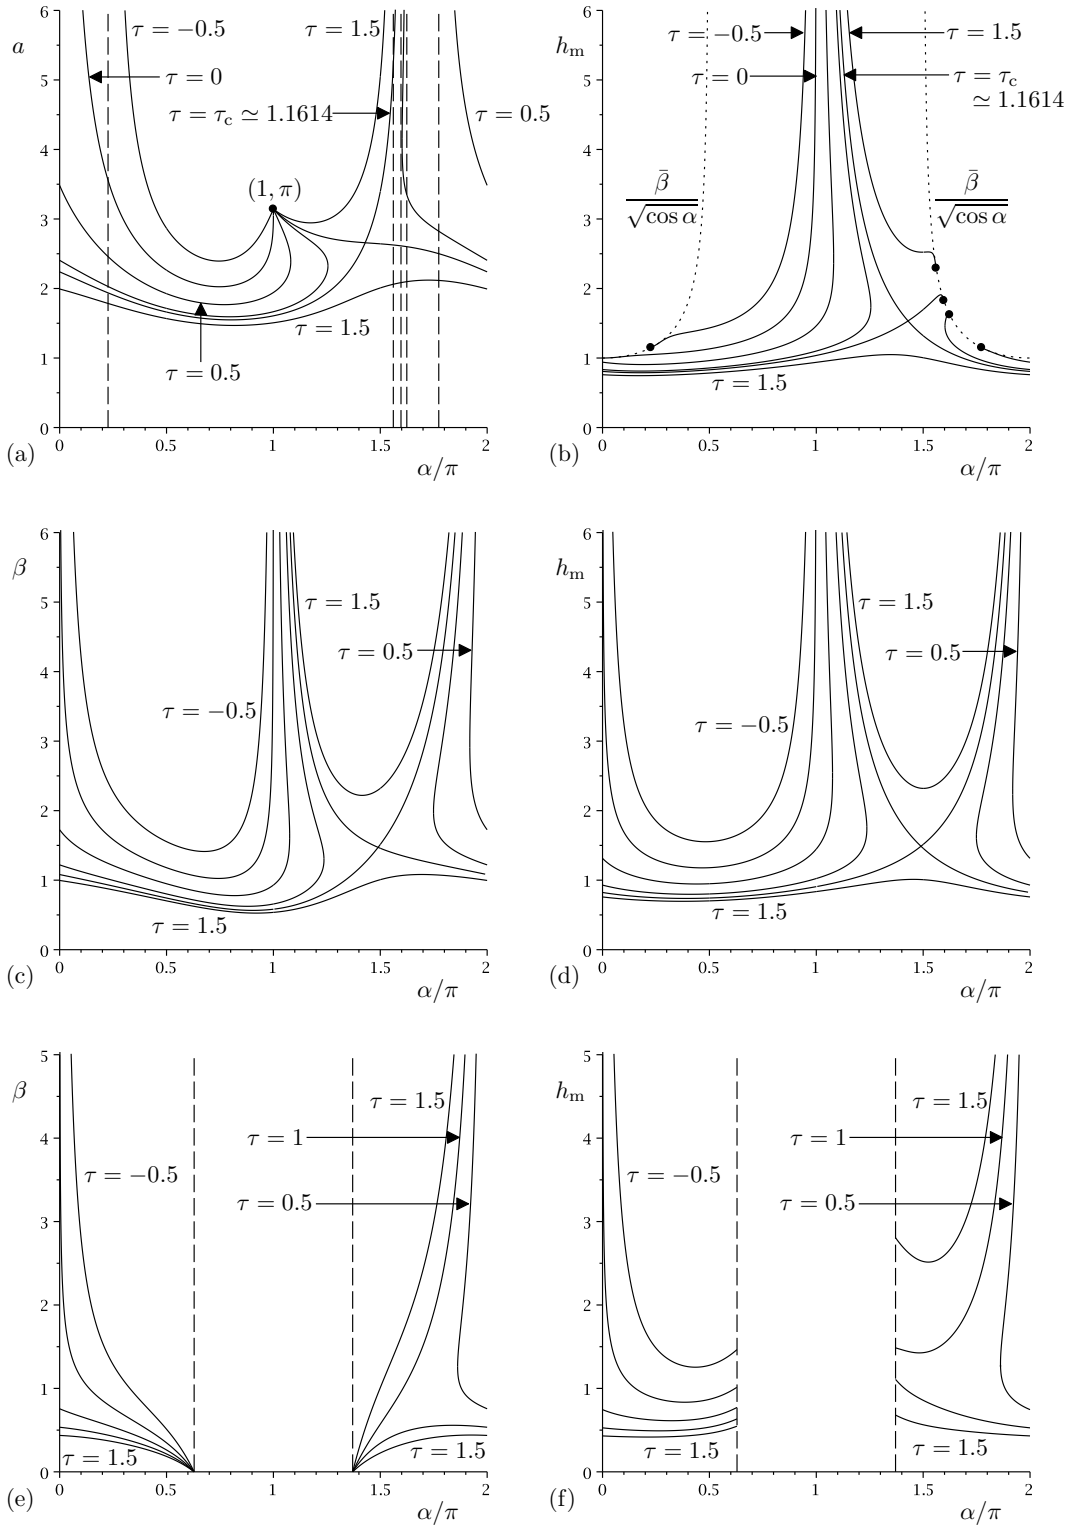 6
5
4
3
2
1
0
a
τ = −0.5
τ = 1.5
τ = 0
τ = τc ≃ 1.1614
τ = 0.5
(1, π)
τ = 1.5
τ = 0.5
0 0.5 1 1.5 2
(a)
α/π
6
5
4
3
2
1
0
hm
τ = −0.5
τ = 1.5
τ = 0
τ = τc
≃ 1.1614
β̄/√cos α
β̄/√cos α
τ = 1.5
0 0.5 1 1.5 2
(b)
α/π
6
5
4
3
2
1
0
β
τ = 1.5
τ = 0.5
τ = −0.5
τ = 1.5
0 0.5 1 1.5 2
(c)
α/π
6
5
4
3
2
1
0
hm
τ = 1.5
τ = 0.5
τ = −0.5
τ = 1.5
0 0.5 1 1.5 2
(d)
α/π
5
4
3
2
1
0
β
τ = 1.5
τ = 1
τ = −0.5
τ = 0.5
τ = 1.5
τ = 1.5
0 0.5 1 1.5 2
(e)
α/π
5
4
3
2
1
0
hm
τ = 1.5
τ = 1
τ = −0.5
τ = 0.5
τ = 1.5
τ = 1.5
0 0.5 1 1.5 2
(f)
α/π